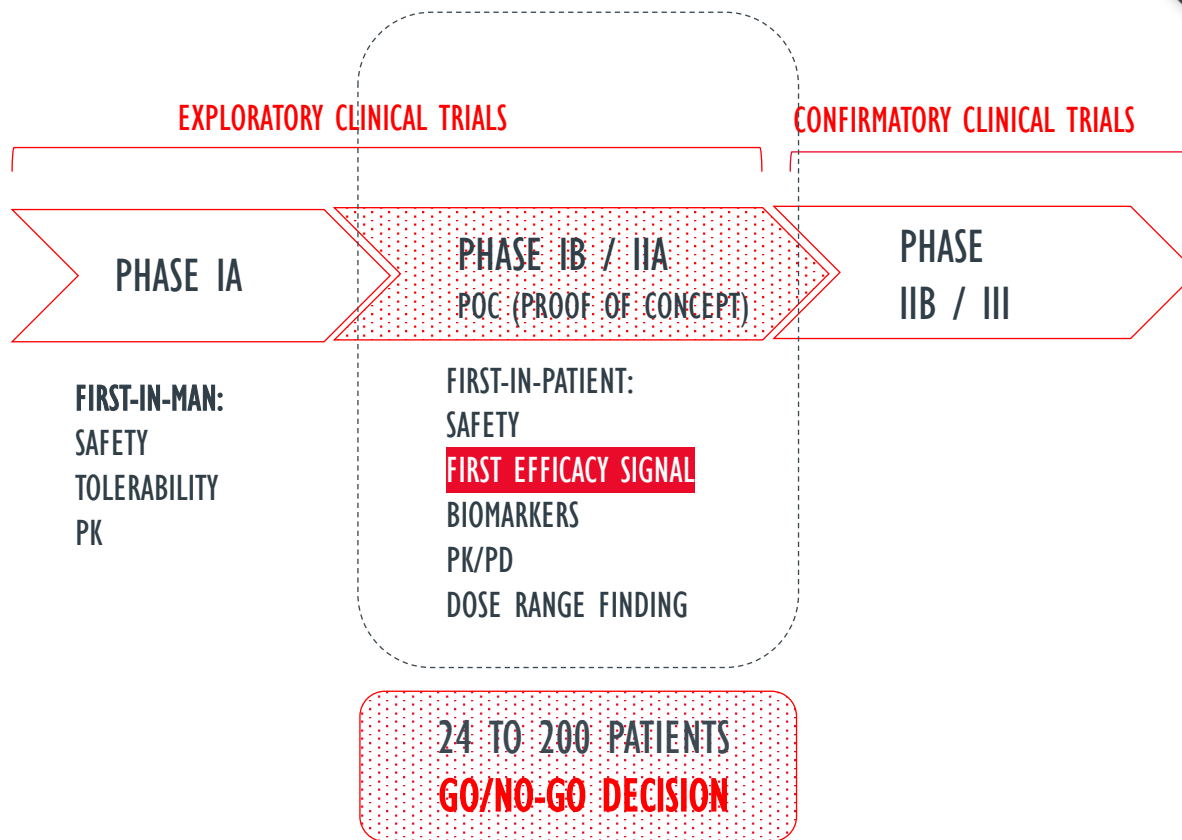 EXPLORATORY CLINICAL TRIALS
CONFIRMATORY CLINICAL TRIALS
PHASE IA
PHASE IB / IIA
POC (PROOF OF CONCEPT)
PHASE
IIB / III
FIRST-IN-MAN:
SAFETY
TOLERABILITY
PK
FIRST-IN-PATIENT:
SAFETY
FIRST EFFICACY SIGNAL
BIOMARKERS
PK/PD
DOSE RANGE FINDING
24 TO 200 PATIENTS
GO/NO-GO DECISION